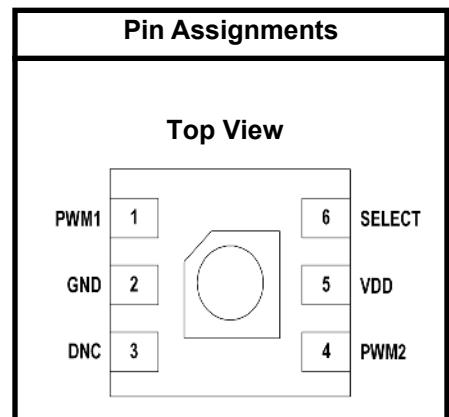 Pin Assignments
Top View
PWM1 1 6 SELECT
GND 2 5 VDD
DNC 3 4 PWM2